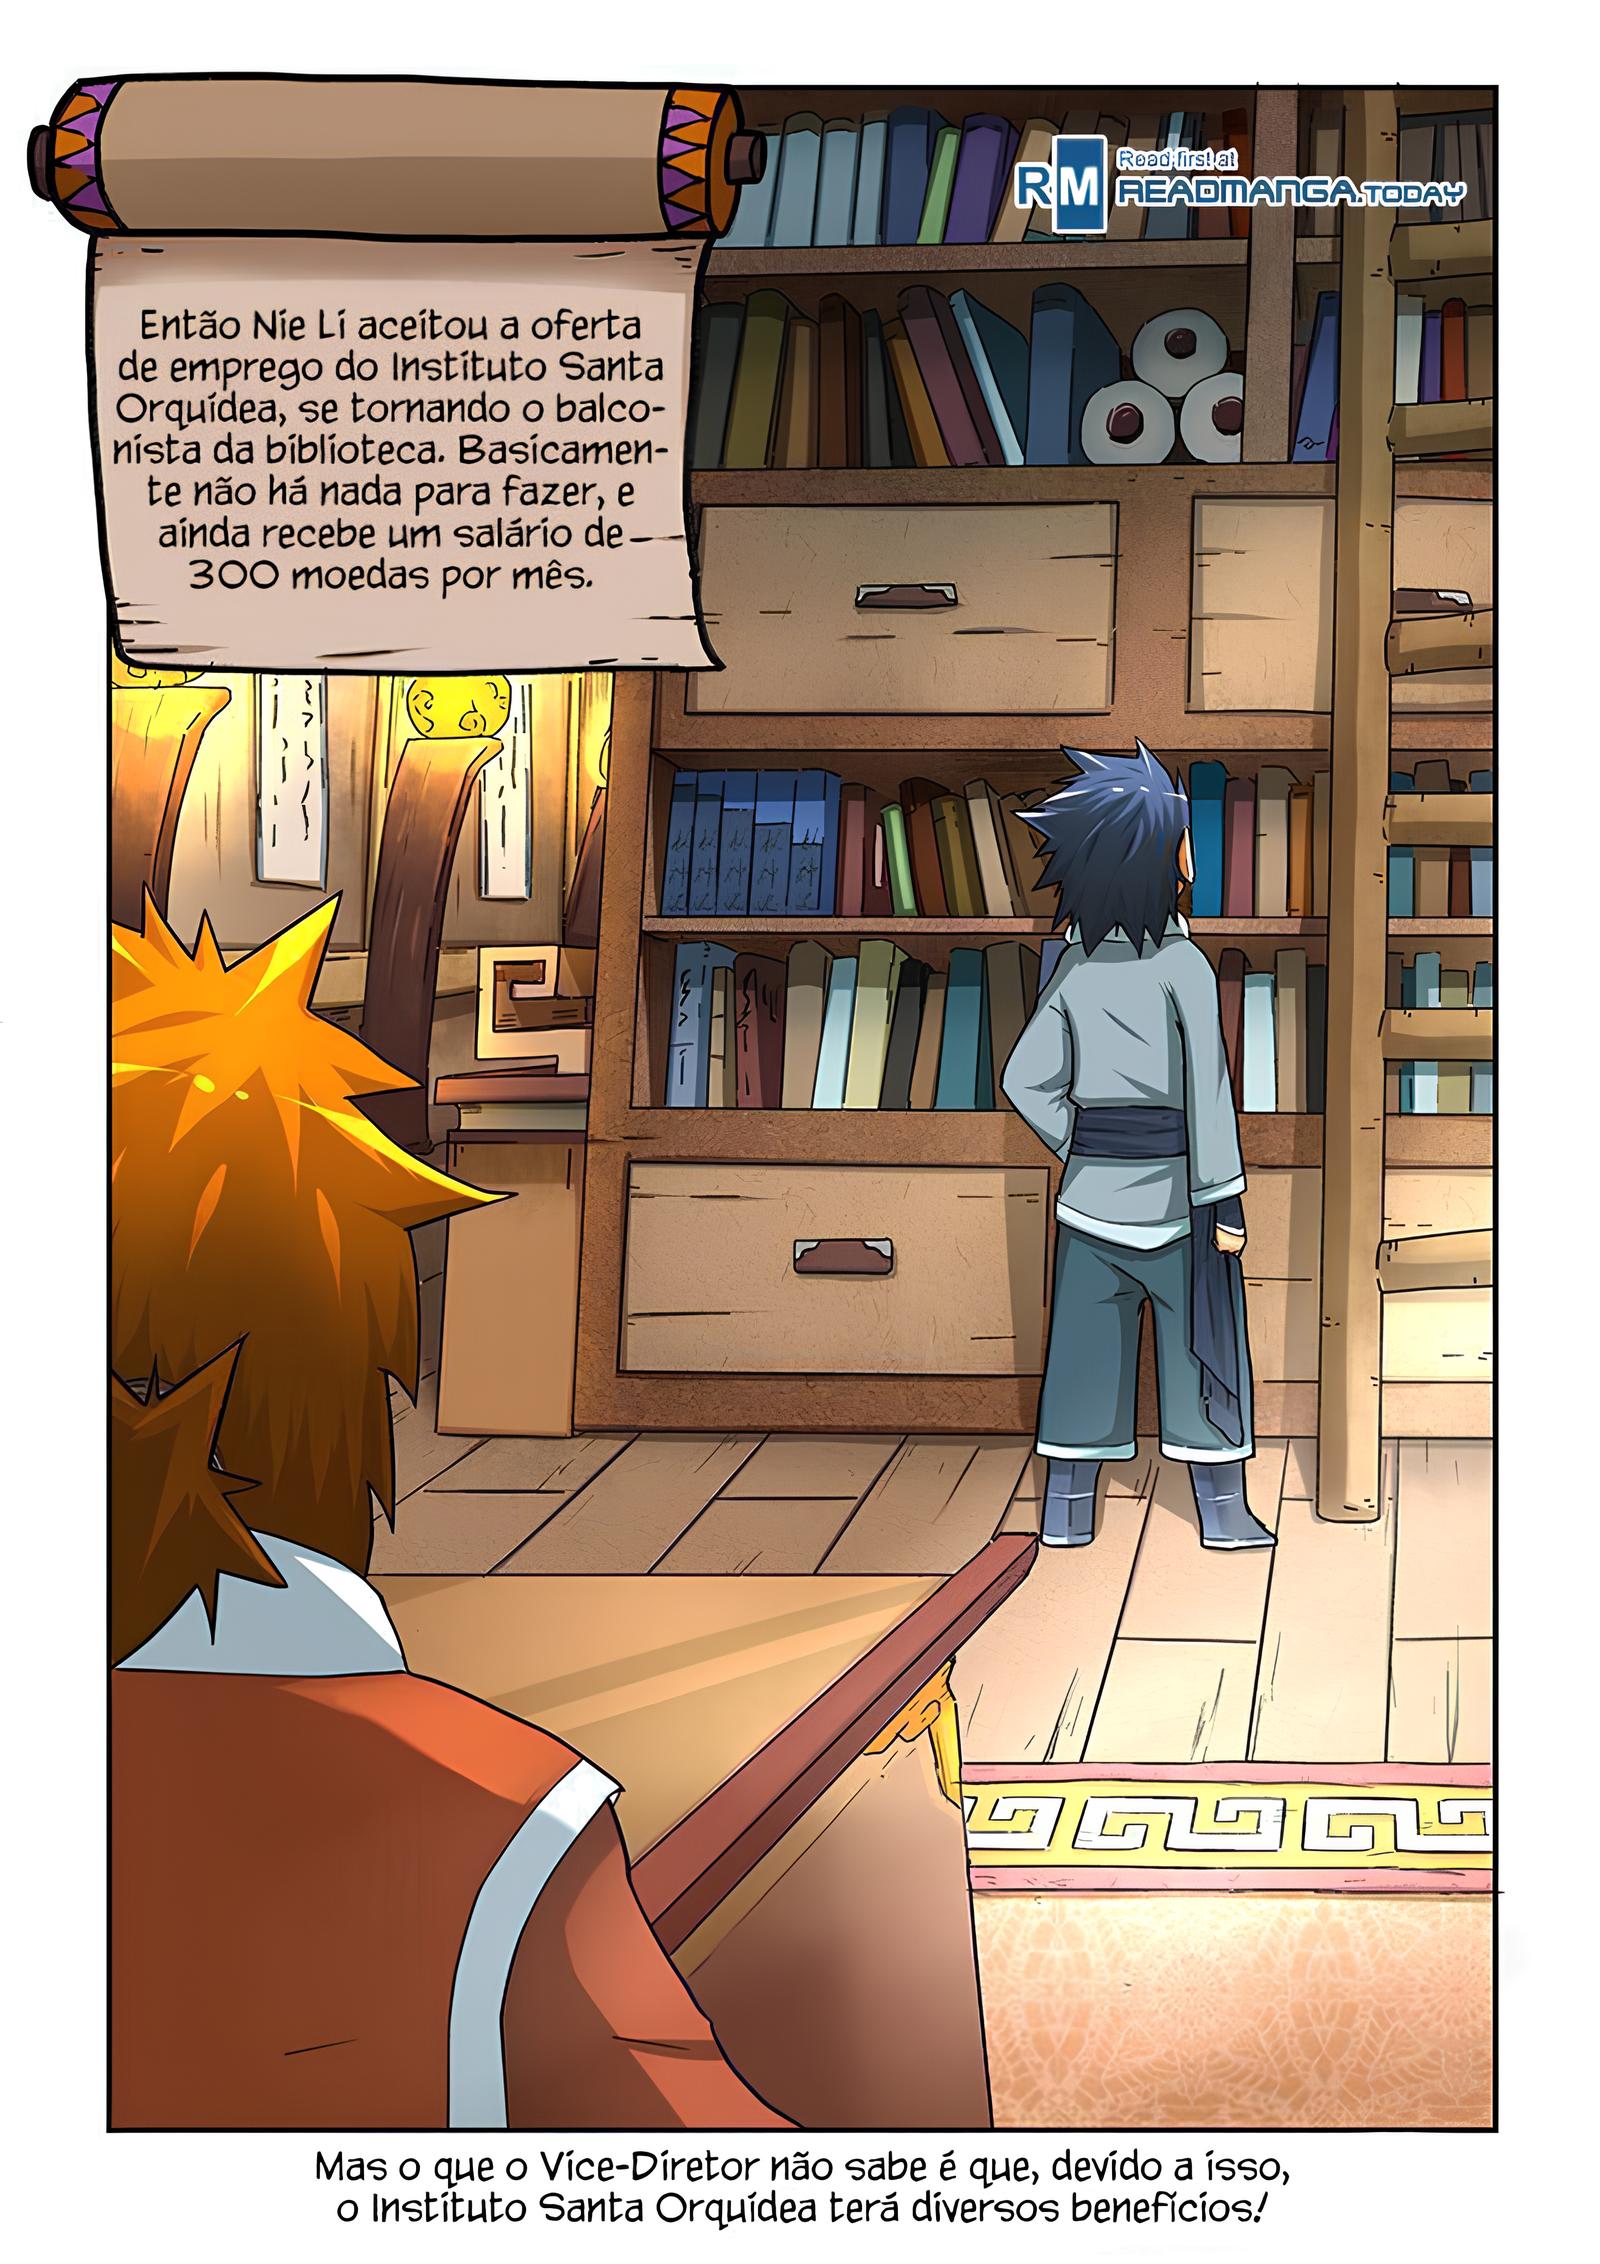 R•M
Read first at
READMANGA.TODAY
Então Nie Li aceitou a oferta
de emprego do Instituto Santa
Orquídea, se tornando o balco-
nista da biblioteca. Basicamen-
te não há nada para fazer, e
ainda recebe um salário de
300 moedas por mês.
Mas o que o Vice-Diretor não sabe é que, devido a isso,
o Instituto Santa Orquídea terá diversos benefícios!